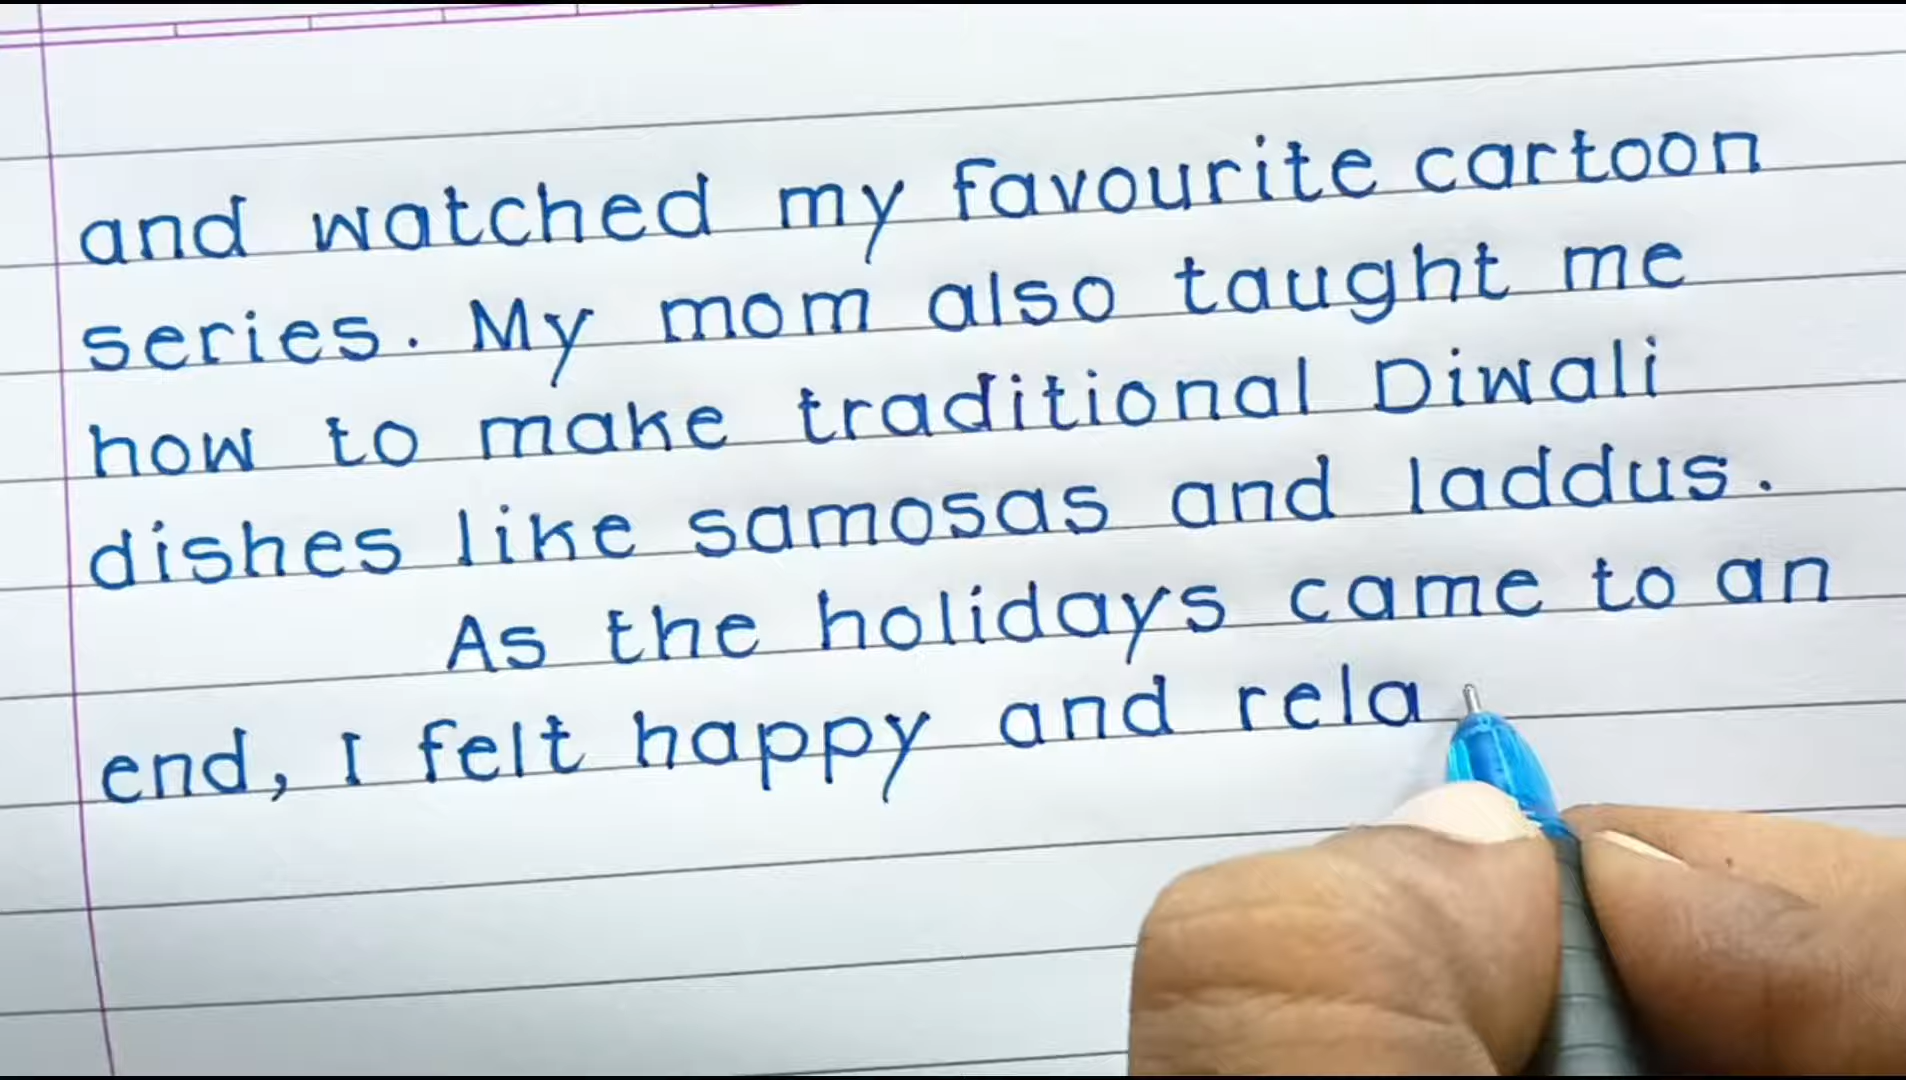 and watched my favourite cartoon
series. My mom also taught me
how to make traditional Diwali
dishes like samosas and laddus.
As the holidays came to an
end, I felt happy and rela